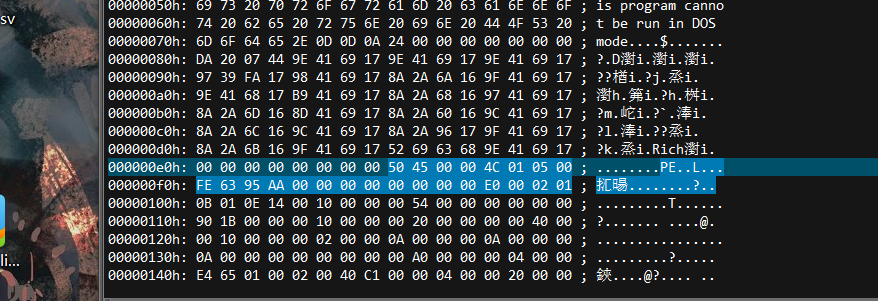 sv
00000050h: 69 73 20 70 72 6F 67 72 61 6D 20 63 61 6E 6E 6F ; is program canno
00000060h: 74 20 62 65 20 72 75 6E 20 69 6E 20 44 4F 53 20 ; t be run in DOS
00000070h: 6D 6F 64 65 2E 0D 0D 0A 24 00 00 00 00 00 00 00 ; mode....$.......
00000080h: DA 20 07 44 9E 41 69 17 9E 41 69 17 9E 41 69 17 ; ?.D瀃i.瀃i.瀃i.
00000090h: 97 39 FA 17 98 41 69 17 8A 2A 6A 16 9F 41 69 17 ; ??楢i.?j.烝i.
000000a0h: 9E 41 68 17 B9 41 69 17 8A 2A 68 16 97 41 69 17 ; 瀃h.笰i.?h.桝i.
000000b0h: 8A 2A 6D 16 8D 41 69 17 8A 2A 60 16 9C 41 69 17 ; ?m.岮i.?`.淎i.
000000c0h: 8A 2A 6C 16 9C 41 69 17 8A 2A 96 17 9F 41 69 17 ; ?l.淎i.??烝i.
000000d0h: 8A 2A 6B 16 9F 41 69 17 52 69 63 68 9E 41 69 17 ; ?k.烝i.Rich瀃i.
000000e0h: 00 00 00 00 00 00 00 00 50 45 00 00 4C 01 05 00 ; ........PE..L...
000000f0h: FE 63 95 AA 00 00 00 00 00 00 00 00 E0 00 02 01 ; ........?..
00000100h: 0B 01 0E 14 00 10 00 00 00 54 00 00 00 00 00 00 ; .........T......
00000110h: 90 1B 00 00 00 10 00 00 00 20 00 00 00 00 40 00 ; ?....... ....@.
00000120h: 00 10 00 00 00 02 00 00 0A 00 00 00 0A 00 00 00 ; ................
00000130h: 0A 00 00 00 00 00 00 00 00 A0 00 00 00 04 00 00 ; .........?.....
00000140h: E4 65 01 00 02 00 40 C1 00 00 04 00 00 20 00 00 ; 鋏....@?.... ..
li...